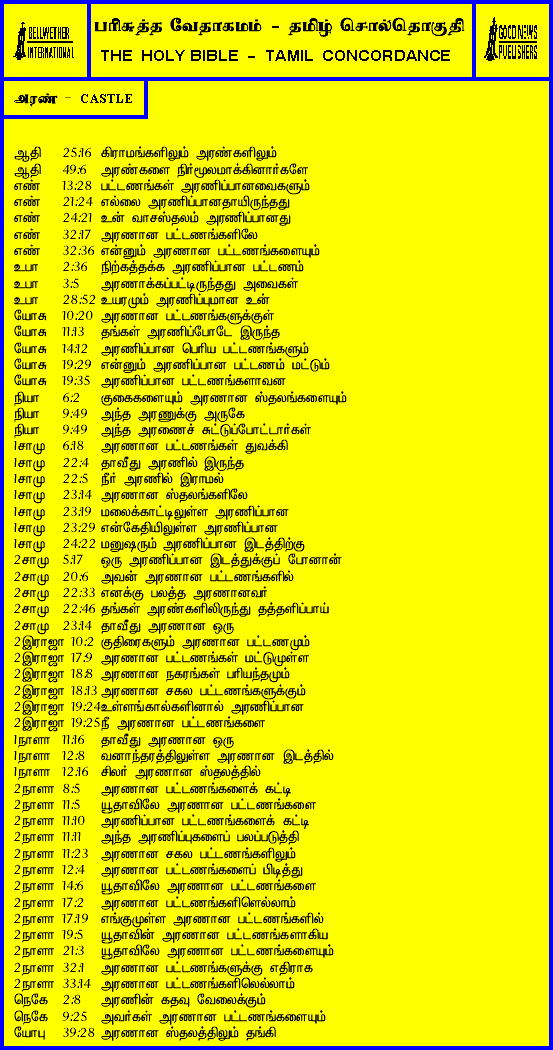 BELLWETHER
INTERNATIONAL
பரிசுத்த வேதாகமம் - தமிழ் சொல்தொகுதி
THE HOLY BIBLE - TAMIL CONCORDANCE
GOOD NEWS
PUBLISHERS
அரண் - CASTLE
ஆதி 25:16 கிராமங்களிலும் அரண்களிலும்
ஆதி 49:6 அரண்களை நிர்மூலமாக்கினார்களே
எண் 13:28 பட்டணங்கள் அரணிப்பானவைகளும்
எண் 21:24 எல்லை அரணிப்பானதாயிருந்தது
எண் 24:21 உன் வாசஸ்தலம் அரணிப்பானது
எண் 32:17 அரணான பட்டணங்களிலே
எண் 32:36 என்னும் அரணான பட்டணங்களையும்
உபா 2:36 நிற்கத்தக்க அரணிப்பான பட்டணம்
உபா 3:5 அரணாக்கப்பட்டிருந்தது அவைகள்
உபா 28:52 உயரமும் அரணிப்புமான உன்
யோசு 10:20 அரணான பட்டணங்களுக்குள்
யோசு 11:13 தங்கள் அரணிப்போடே இருந்த
யோசு 14:12 அரணிப்பான பெரிய பட்டணங்களும்
யோசு 19:29 என்னும் அரணிப்பான பட்டணம் மட்டும்
யோசு 19:35 அரணிப்பான பட்டணங்களாவன
நியா 6:2 குகைகளையும் அரணான ஸ்தலங்களையும்
நியா 9:49 அந்த அரணுக்கு அருகே
நியா 9:49 அந்த அரணைச் சுட்டுப்போட்டார்கள்
1சாமு 6:18 அரணான பட்டணங்கள் துவக்கி
1சாமு 22:4 தாவீது அரணில் இருந்த
1சாமு 22:5 நீர் அரணில் இராமல்
1சாமு 23:14 அரணான ஸ்தலங்களிலே
1சாமு 23:19 மலைக்காட்டிலுள்ள அரணிப்பான
1சாமு 23:29 என்கேதியிலுள்ள அரணிப்பான
1சாமு 24:22 மனுஷரும் அரணிப்பான இடத்திற்கு
2சாமு 5:17 ஒரு அரணிப்பான இடத்துக்குப் போனான்
2சாமு 20:6 அவன் அரணான பட்டணங்களில்
2சாமு 22:33 எனக்கு பலத்த அரணானவர்
2சாமு 22:46 தங்கள் அரண்களிலிருந்து தத்தளிப்பாய்
2சாமு 23:14 தாவீது அரணான ஒரு
2இராஜா 10:2 குதிரைகளும் அரணான பட்டணமும்
2இராஜா 17:9 அரணான பட்டணங்கள் மட்டுமுள்ள
2இராஜா 18:8 அரணான நகரங்கள் பரியந்தமும்
2இராஜா 18:13 அரணான சகல பட்டணங்களுக்கும்
2இராஜா 19:24 உள்ளங்கால்களினால் அரணிப்பான
2இராஜா 19:25 நீ அரணான பட்டணங்களை
1நாளா 11:16 தாவீது அரணான ஒரு
1நாளா 12:8 வனாந்தரத்திலுள்ள அரணான இடத்தில்
1நாளா 12:16 சிலர் அரணான ஸ்தலத்தில்
2நாளா 8:5 அரணான பட்டணங்களைக் கட்டி
2நாளா 11:5 யூதாவிலே அரணான பட்டணங்களை
2நாளா 11:10 அரணிப்பான பட்டணங்களைக் கட்டி
2நாளா 11:11 அந்த அரணிப்புகளைப் பலப்படுத்தி
2நாளா 11:23 அரணான சகல பட்டணங்களிலும்
2நாளா 12:4 அரணான பட்டணங்களைப் பிடித்து
2நாளா 14:6 யூதாவிலே அரணான பட்டணங்களை
2நாளா 17:2 அரணான பட்டணங்களிளெல்லாம்
2நாளா 17:19 எங்குமுள்ள அரணான பட்டணங்களில்
2நாளா 19:5 யூதாவின் அரணான பட்டணங்களாகிய
2நாளா 21:3 யூதாவிலே அரணான பட்டணங்களையும்
2நாளா 32:1 அரணான பட்டணங்களுக்கு எதிராக
2நாளா 33:14 அரணான பட்டணங்களிலெல்லாம்
நெகே 2:8 அரணின் கதவு வேலைக்கும்
நெகே 9:25 அவர்கள் அரணான பட்டணங்களையும்
யோபு 39:28 அரணான ஸ்தலத்திலும் தங்கி